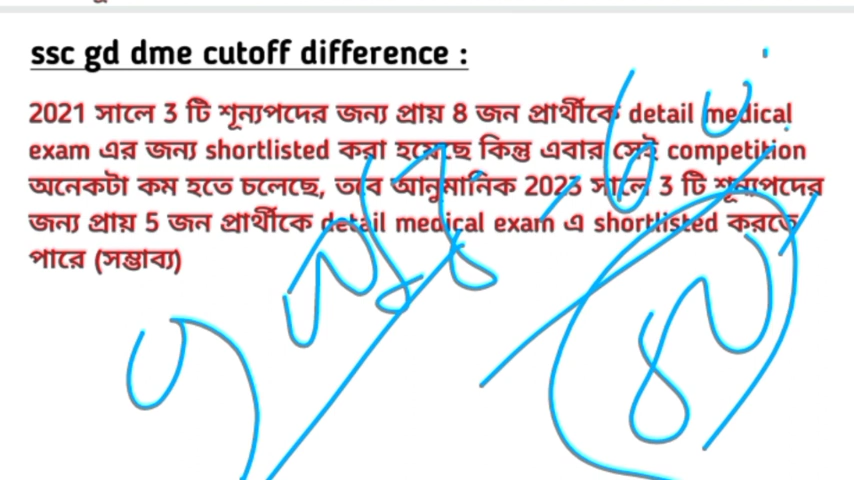 ssc gd dme cutoff difference :
2021 সালে 3 টি শূন্যপদের জন্য প্রায় 8 জন প্রার্থীকে detail medical
exam এর জন্য shortlisted করা হয়েছে কিন্তু এবার সেই competition
অনেকটা কম হতে চলেছে, তবে আনুমানিক 2023 সালে 3 টি শূন্যপদের
জন্য প্রায় 5 জন প্রার্থীকে detail medical exam এ shortlisted করতে
পারে (সম্ভাব্য)